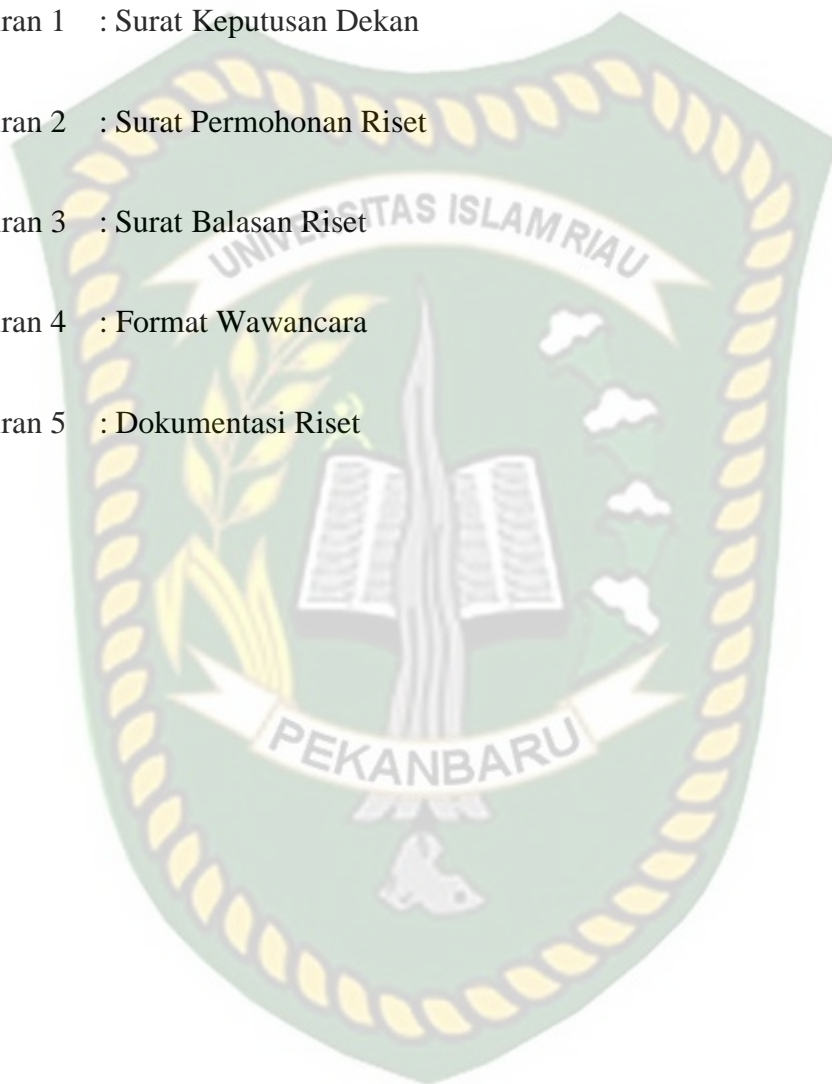 ran 1 : Surat Keputusan Dekan
ran 2 : Surat Permohonan Riset
UNIVERSITAS ISLAM RIAU
ran 3 : Surat Balasan Riset
ran 4 : Format Wawancara
ran 5 : Dokumentasi Riset
PEKANBARU